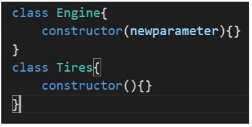 class Engine{
    constructor(newparameter){}
}
class Tires{
    constructor(){}
}